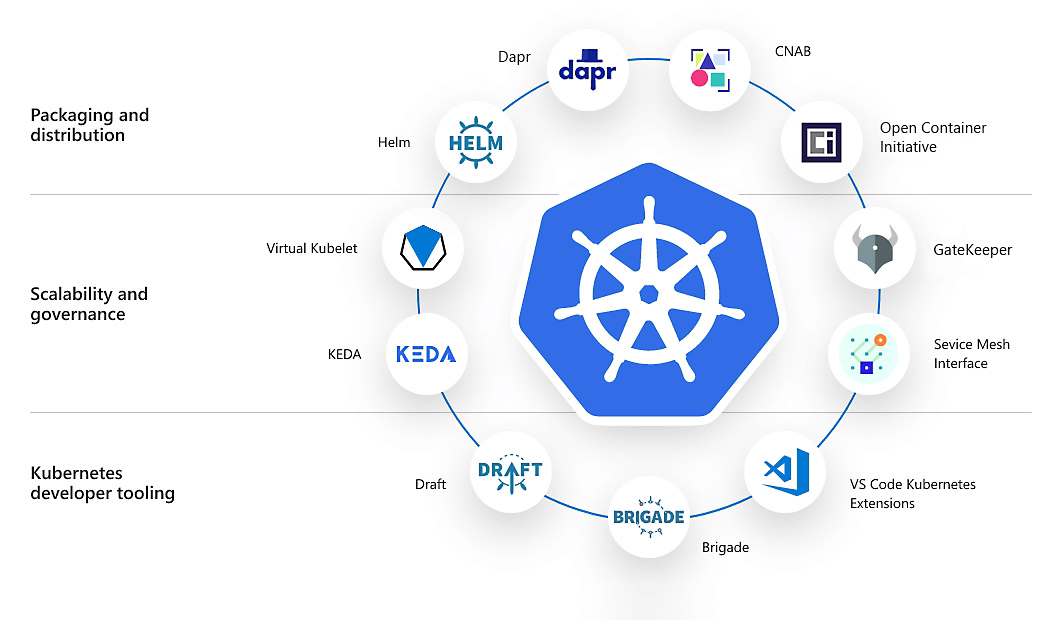 Packaging and
distribution
Dapr
dapr
CNAB
Helm
HELM
Ci
Open Container
Initiative
Scalability and
governance
Virtual Kubelet
GateKeeper
KEDA
KEDA
Sevice Mesh
Interface
Kubernetes
developer tooling
Draft
DRAFT
BRIGADE
Brigade
VS Code Kubernetes
Extensions